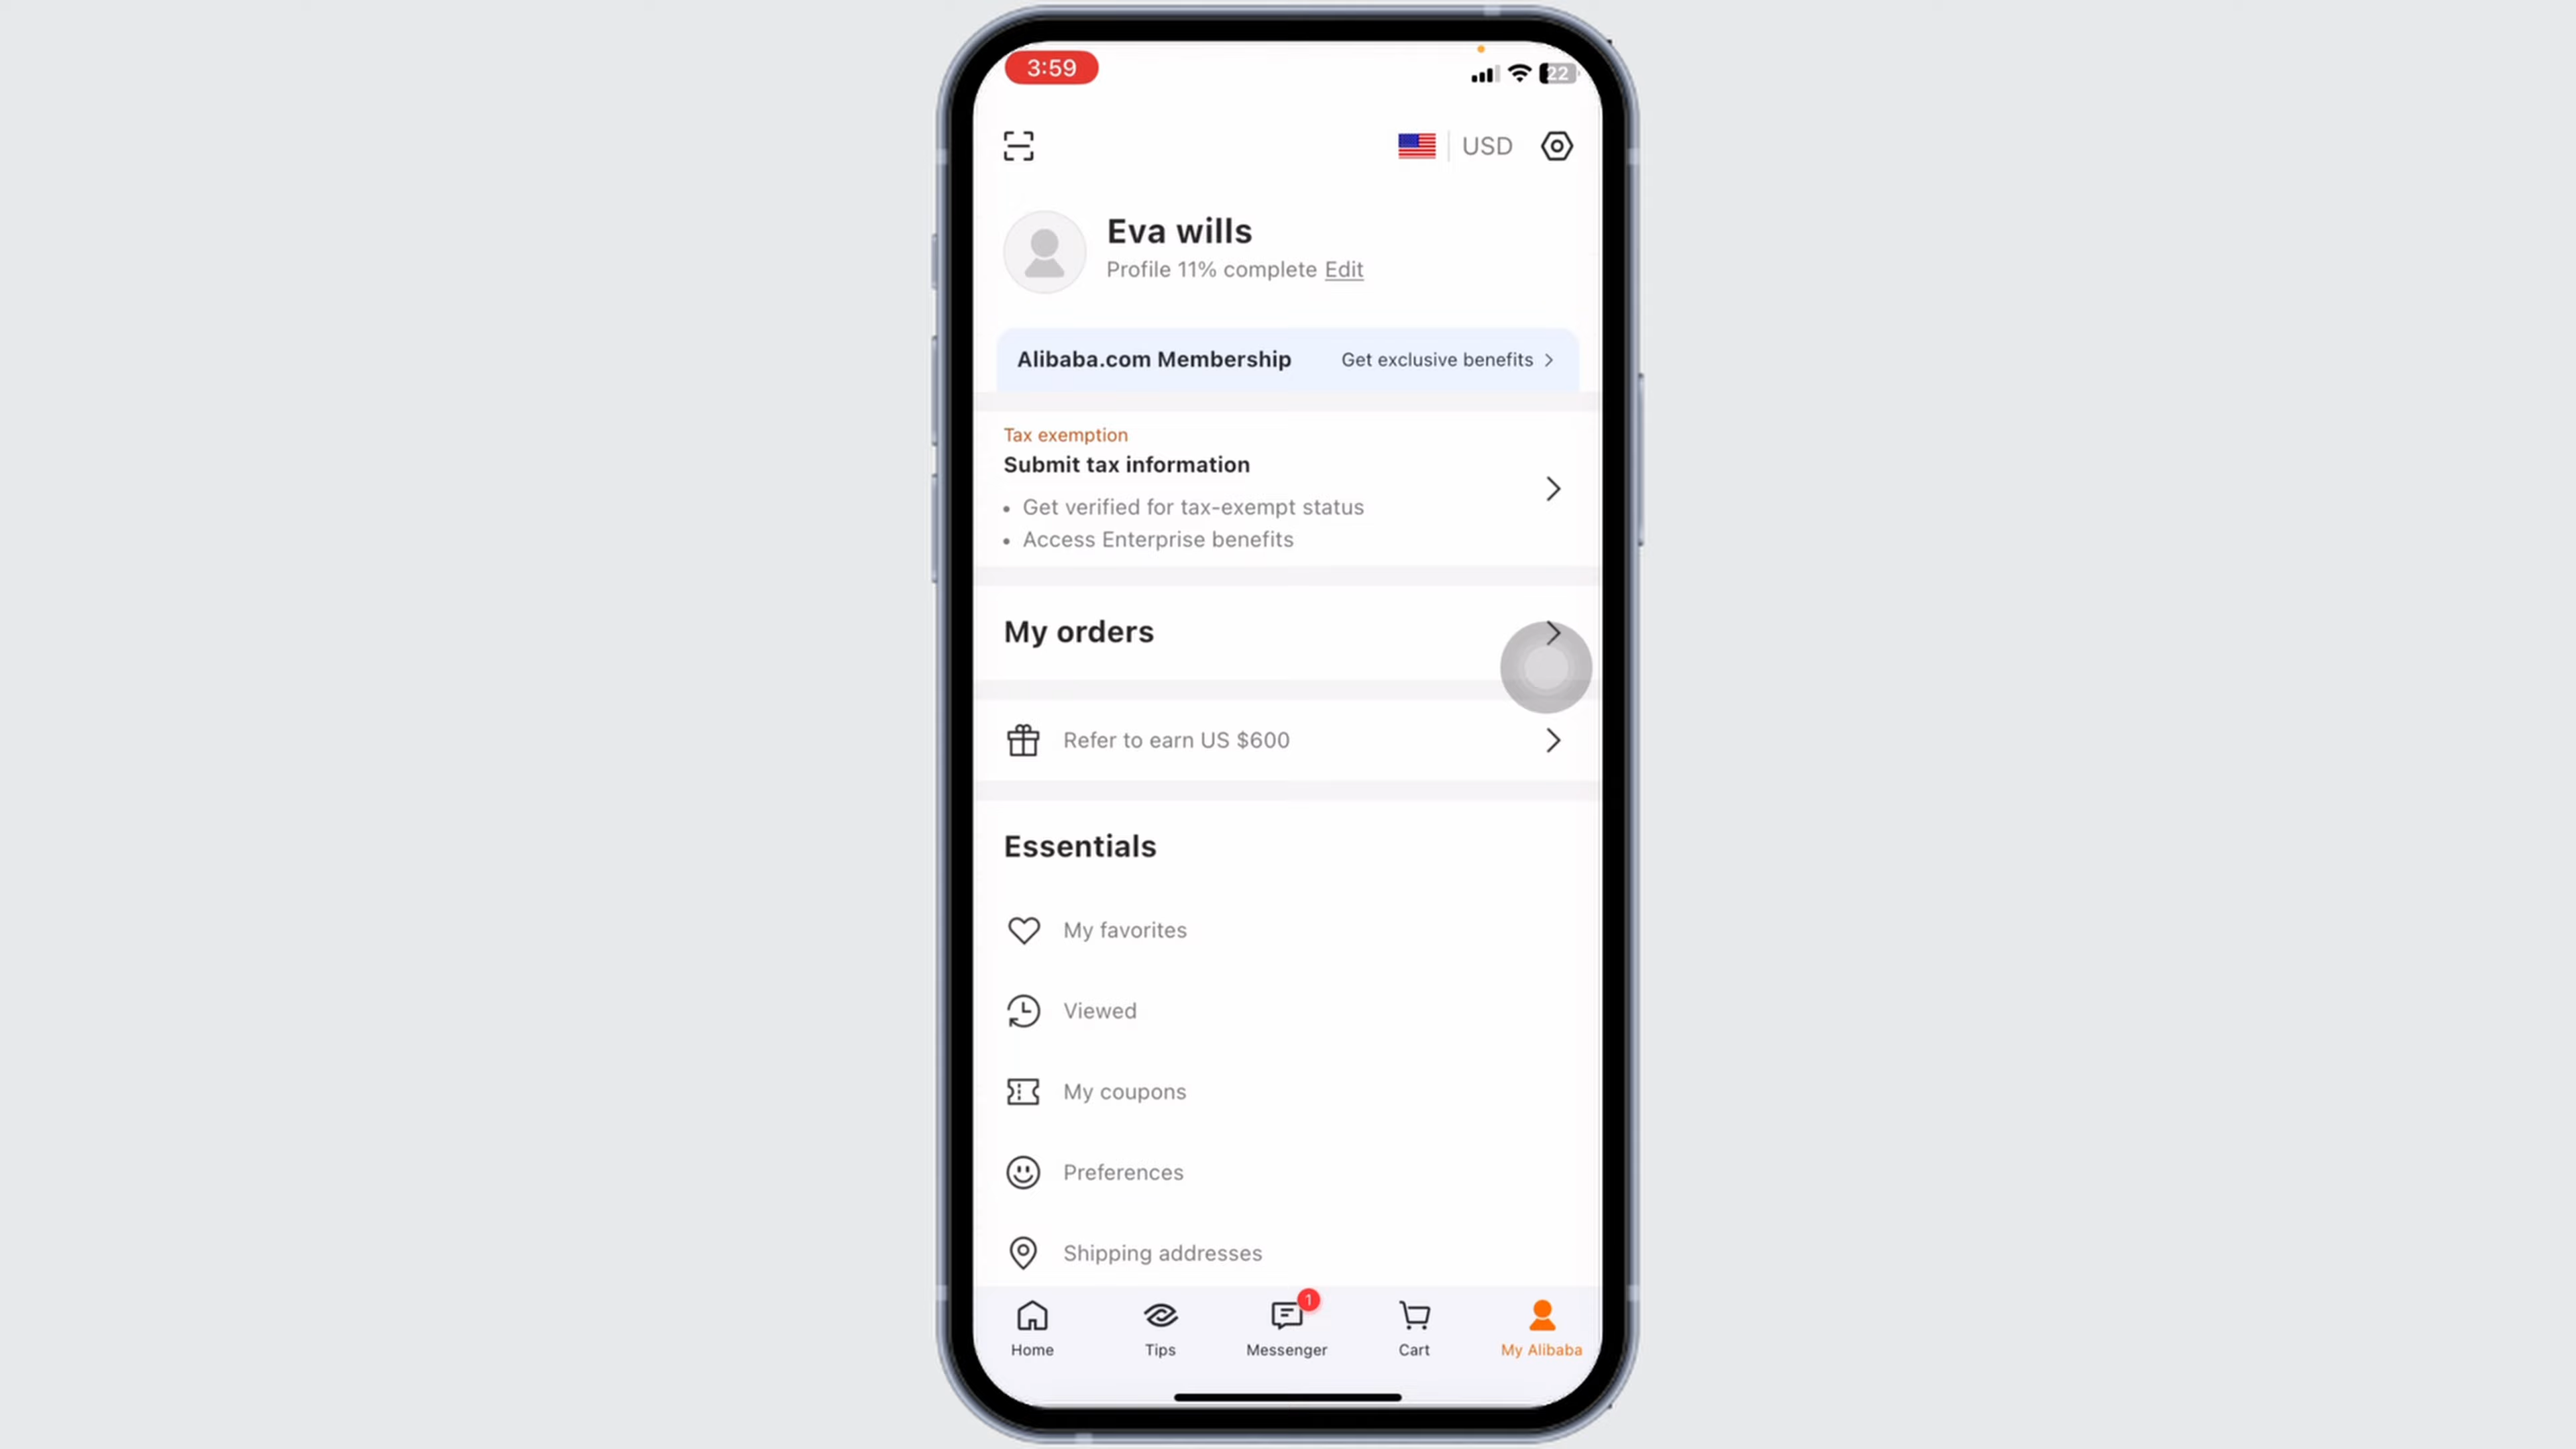 3:59
22
USD
Eva wills
Profile 11% complete Edit
Alibaba.com Membership Get exclusive benefits
Tax exemption
Submit tax information
• Get verified for tax-exempt status
• Access Enterprise benefits
My orders
Refer to earn US $600
Essentials
My favorites
Viewed
My coupons
Preferences
Shipping addresses
1
Home Tips Messenger Cart My Alibaba